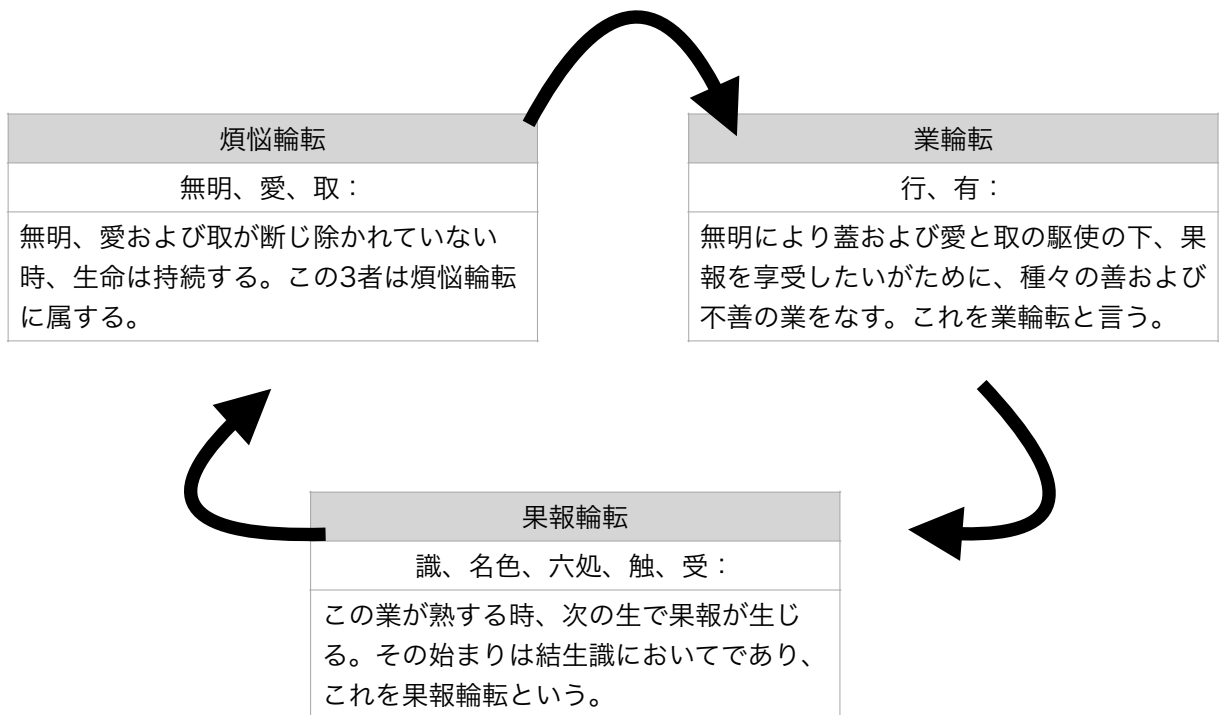 煩悩輪転
無明、愛、取：
無明、愛および取が断じ除かれていない
時、生命は持続する。この3者は煩悩輪転
に属する。
業輪転
行、有：
無明により蓋および愛と取の駆使の下、果
報を享受したいがために、種々の善および
不善の業をなす。これを業輪転と言う。
果報輪転
識、名色、六処、触、受：
この業が熟する時、次の生で果報が生じ
る。その始まりは結生識においてであり、
これを果報輪転という。